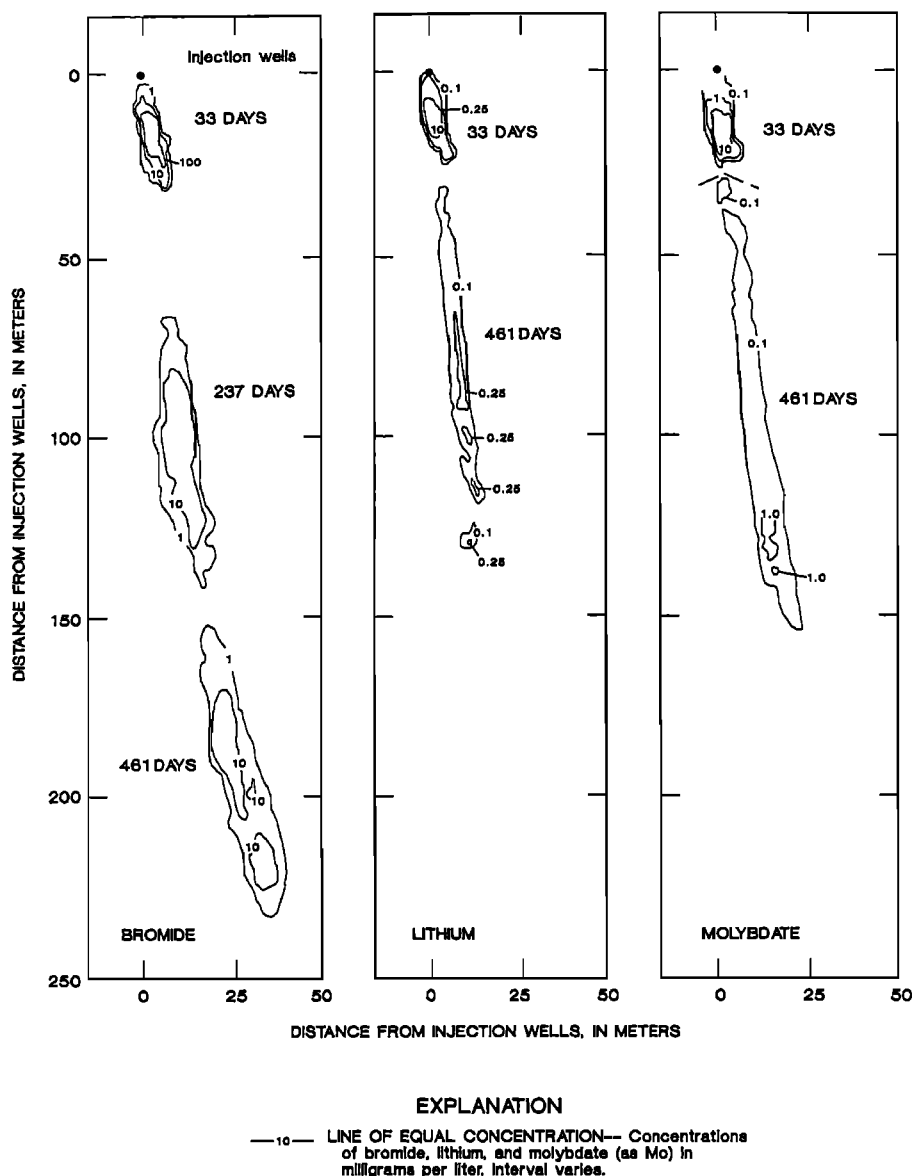 Injection wells
0
50
100
150
200
250
DISTANCE FROM INJECTION WELLS, IN METERS
1
33 DAYS
100
10
237 DAYS
10
1
1
461 DAYS
10
10
10
BROMIDE
0.1
0.25
10
33 DAYS
0.1
461 DAYS
0.25
0.25
0.25
0.1
0.25
LITHIUM
0.1
1
33 DAYS
10
0.1
0.1
461 DAYS
1.0
1.0
MOLYBDATE
0 25 50 0 25 50 0 25 50
DISTANCE FROM INJECTION WELLS, IN METERS
EXPLANATION
—10— LINE OF EQUAL CONCENTRATION-- Concentrations
of bromide, lithium, and molybdate (as Mo) in
milligrams per liter, interval varies.